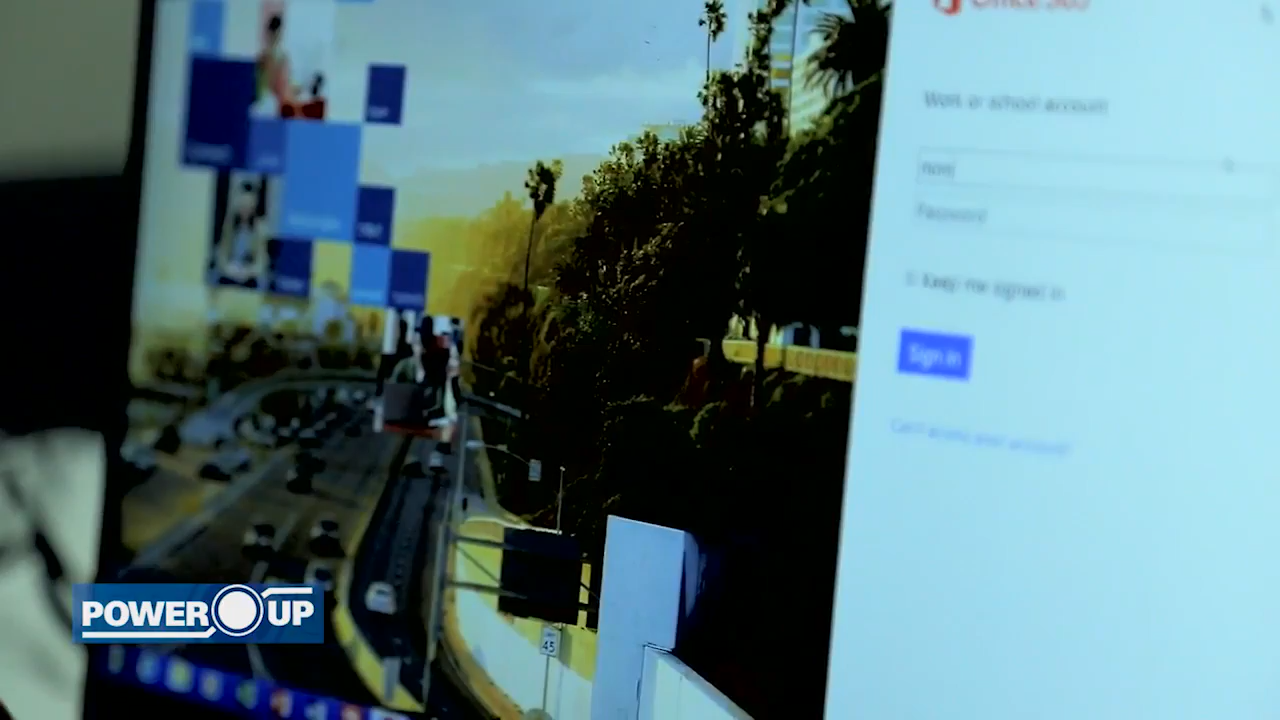 Office 365
Work or school account
Password
Keep me signed in
Sign in
Can't access your account?
LIMIT
45
POWER UP